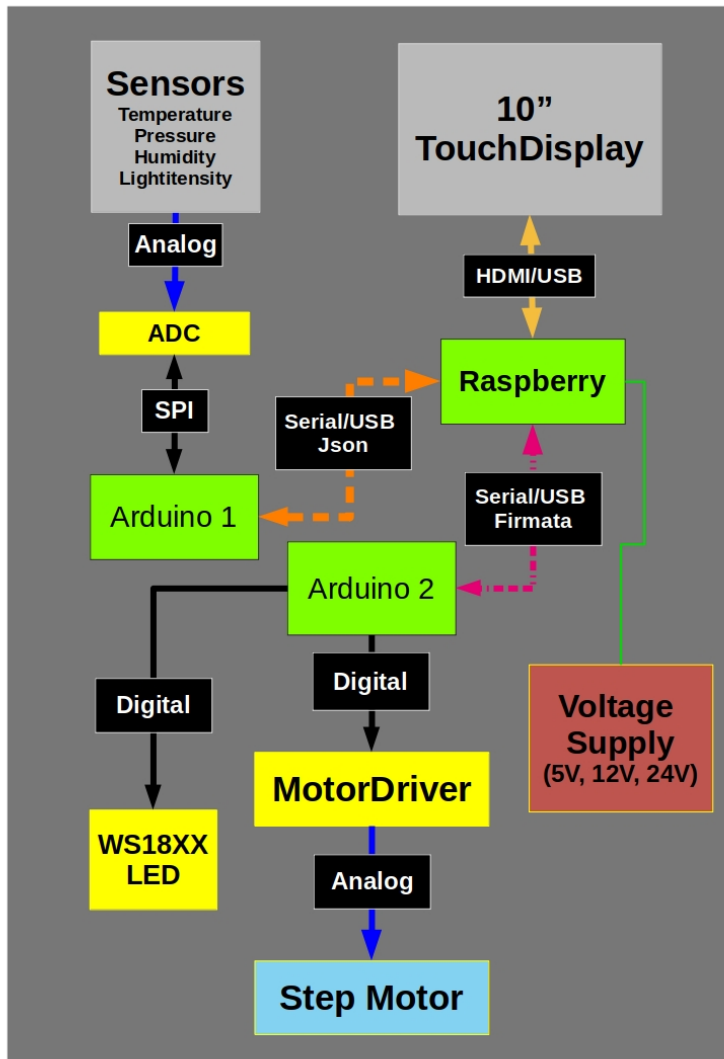 Sensors
Temperature
Pressure
Humidity
Lightitensity
10”
TouchDisplay
Analog
HDMI/USB
ADC
Raspberry
SPI
Serial/USB
Json
Serial/USB
Firmata
Arduino 1
Arduino 2
Digital
Digital
Voltage
Supply
(5V, 12V, 24V)
MotorDriver
WS18XX
LED
Analog
Step Motor